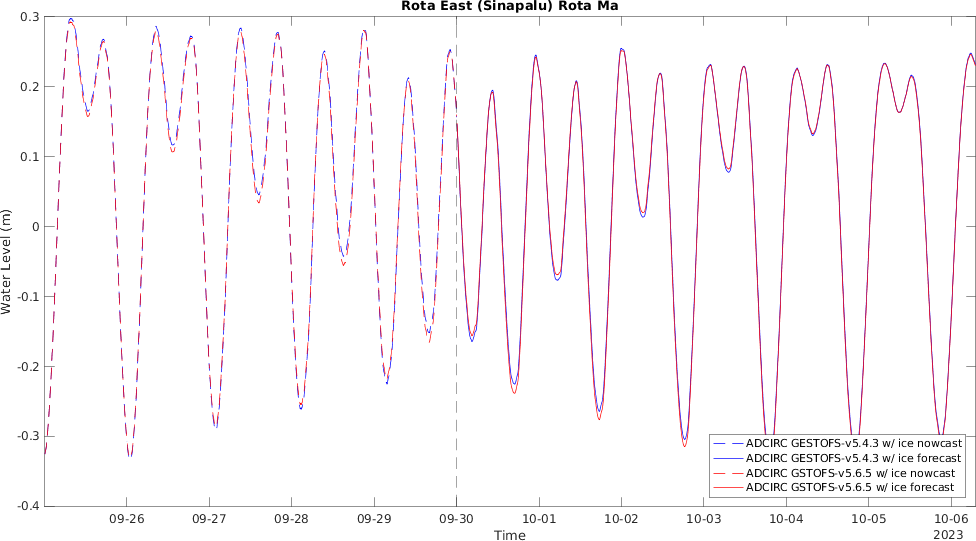 Rota East (Sinapalu) Rota Ma
0.3
0.2
0.1
0
-0.1
-0.2
-0.3
-0.4
Water Level (m)
ADCIRC GESTOFS-v5.4.3 w/ ice nowcast
ADCIRC GESTOFS-v5.4.3 w/ ice forecast
ADCIRC GSTOFS-v5.6.5 w/ ice nowcast
ADCIRC GSTOFS-v5.6.5 w/ ice forecast
09-26 09-27 09-28 09-29 09-30 10-01 10-02 10-03 10-04 10-05 10-06
2023
Time